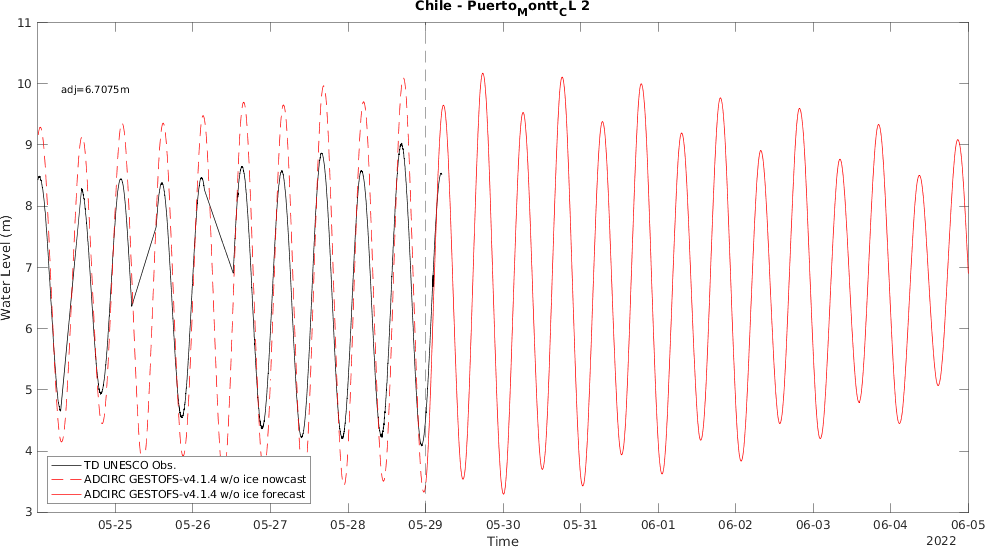 Chile - Puerto_Montt_CL 2
11
10
9
8
7
6
5
4
3
Water Level (m)
adj=6.7075m
TD UNESCO Obs.
ADCIRC GESTOFS-v4.1.4 w/o ice nowcast
ADCIRC GESTOFS-v4.1.4 w/o ice forecast
05-25 05-26 05-27 05-28 05-29 05-30 05-31 06-01 06-02 06-03 06-04 06-05
Time
2022